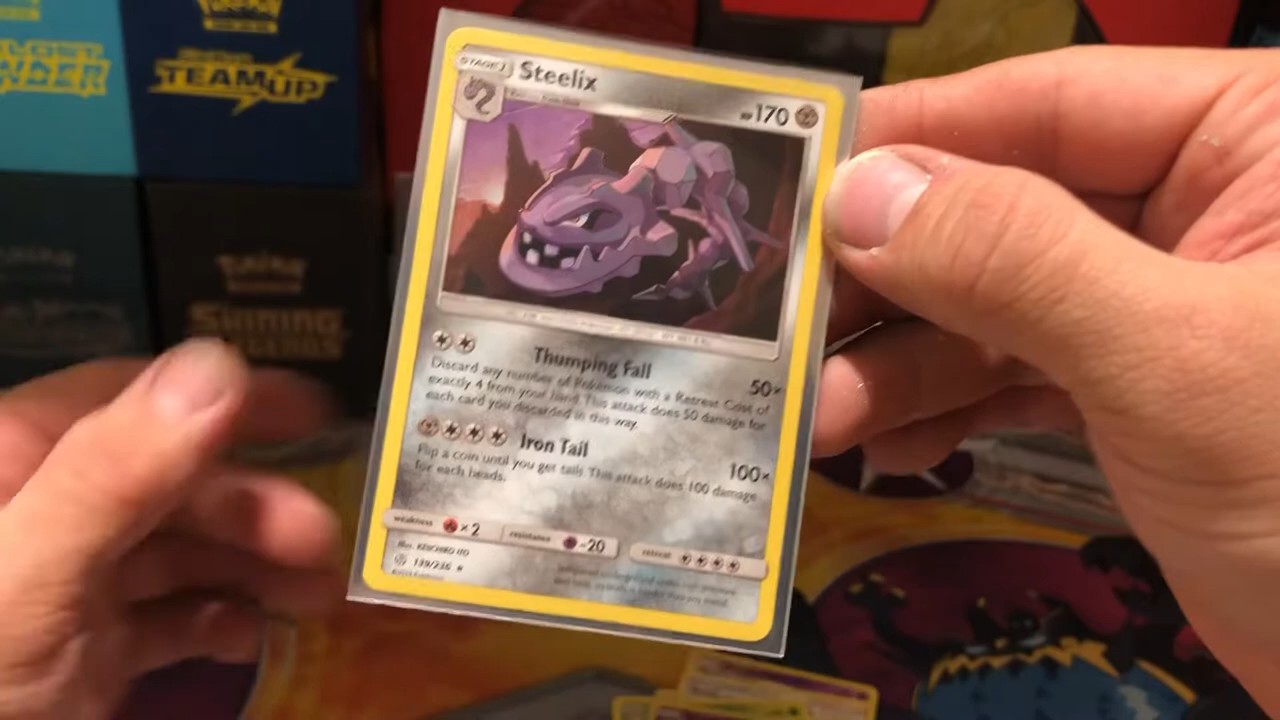 LOST
TEAM UP
SHINING
LEGENDS
STAGE 1
Steelix
HP 170
Thumping Fall
50×
Discard any number of Pokémon with a Retreat Cost of
exactly 4 from your hand. This attack does 50 damage for
each card you discarded in this way.
Iron Tail
100×
Flip a coin until you get tails. This attack does 100 damage
for each heads.
weakness ×2
resistance -20
retreat
139/236